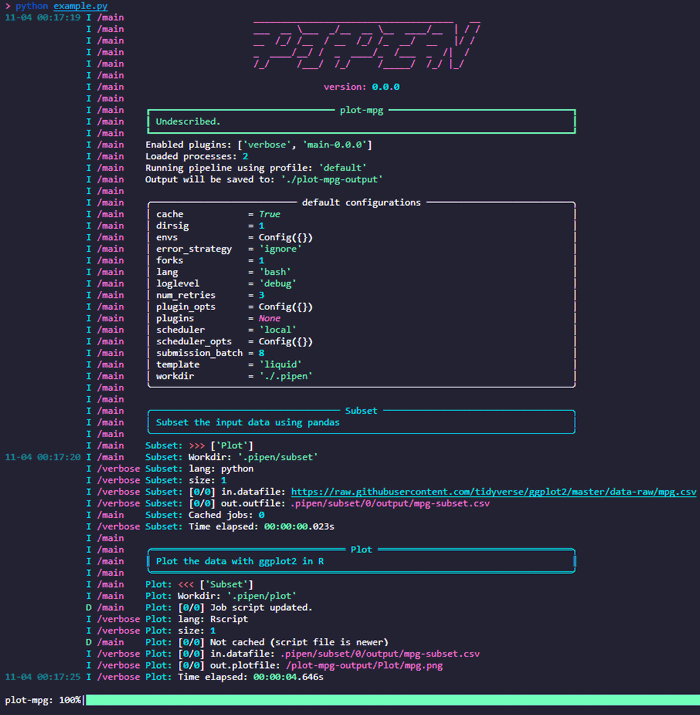 > python example.py
11-04 00:17:19 I /main
I /main
I /main
I /main
I /main
I /main
I /main version: 0.0.0
I /main
I /main plot-mpg
I /main Undescribed.
I /main
I /main Enabled plugins: ['verbose', 'main-0.0.0']
I /main Loaded processes: 2
I /main Running pipeline using profile: 'default'
I /main Output will be saved to: './plot-mpg-output'
I /main
I /main default configurations
I /main cache = True
I /main dirsig = 1
I /main envs = Config({})
I /main error_strategy = 'ignore'
I /main forks = 1
I /main lang = 'bash'
I /main loglevel = 'debug'
I /main num_retries = 3
I /main plugin_opts = Config({})
I /main plugins = None
I /main scheduler = 'local'
I /main scheduler_opts = Config({})
I /main submission_batch = 8
I /main template = 'liquid'
I /main workdir = './.pipen'
I /main
I /main
I /main Subset
I /main Subset the input data using pandas
I /main
I /main Subset: >>> ['Plot']
11-04 00:17:20 I /main Subset: Workdir: '.pipen/subset'
I /verbose Subset: lang: python
I /verbose Subset: size: 1
I /verbose Subset: [0/0] in.datafile: https://raw.githubusercontent.com/tidyverse/ggplot2/master/data-raw/mpg.csv
I /verbose Subset: [0/0] out.outfile: .pipen/subset/0/output/mpg-subset.csv
I /main Subset: Cached jobs: 0
I /verbose Subset: Time elapsed: 00:00:00.023s
I /main
I /main Plot
I /main Plot the data with ggplot2 in R
I /main
I /main Plot: <<< ['Subset']
I /main Plot: Workdir: '.pipen/plot'
D /main Plot: [0/0] Job script updated.
I /verbose Plot: lang: Rscript
I /verbose Plot: size: 1
D /main Plot: [0/0] Not cached (script file is newer)
I /verbose Plot: [0/0] in.datafile: .pipen/subset/0/output/mpg-subset.csv
I /verbose Plot: [0/0] out.plotfile: /plot-mpg-output/Plot/mpg.png
11-04 00:17:25 I /verbose Plot: Time elapsed: 00:00:04.646s
plot-mpg: 100%